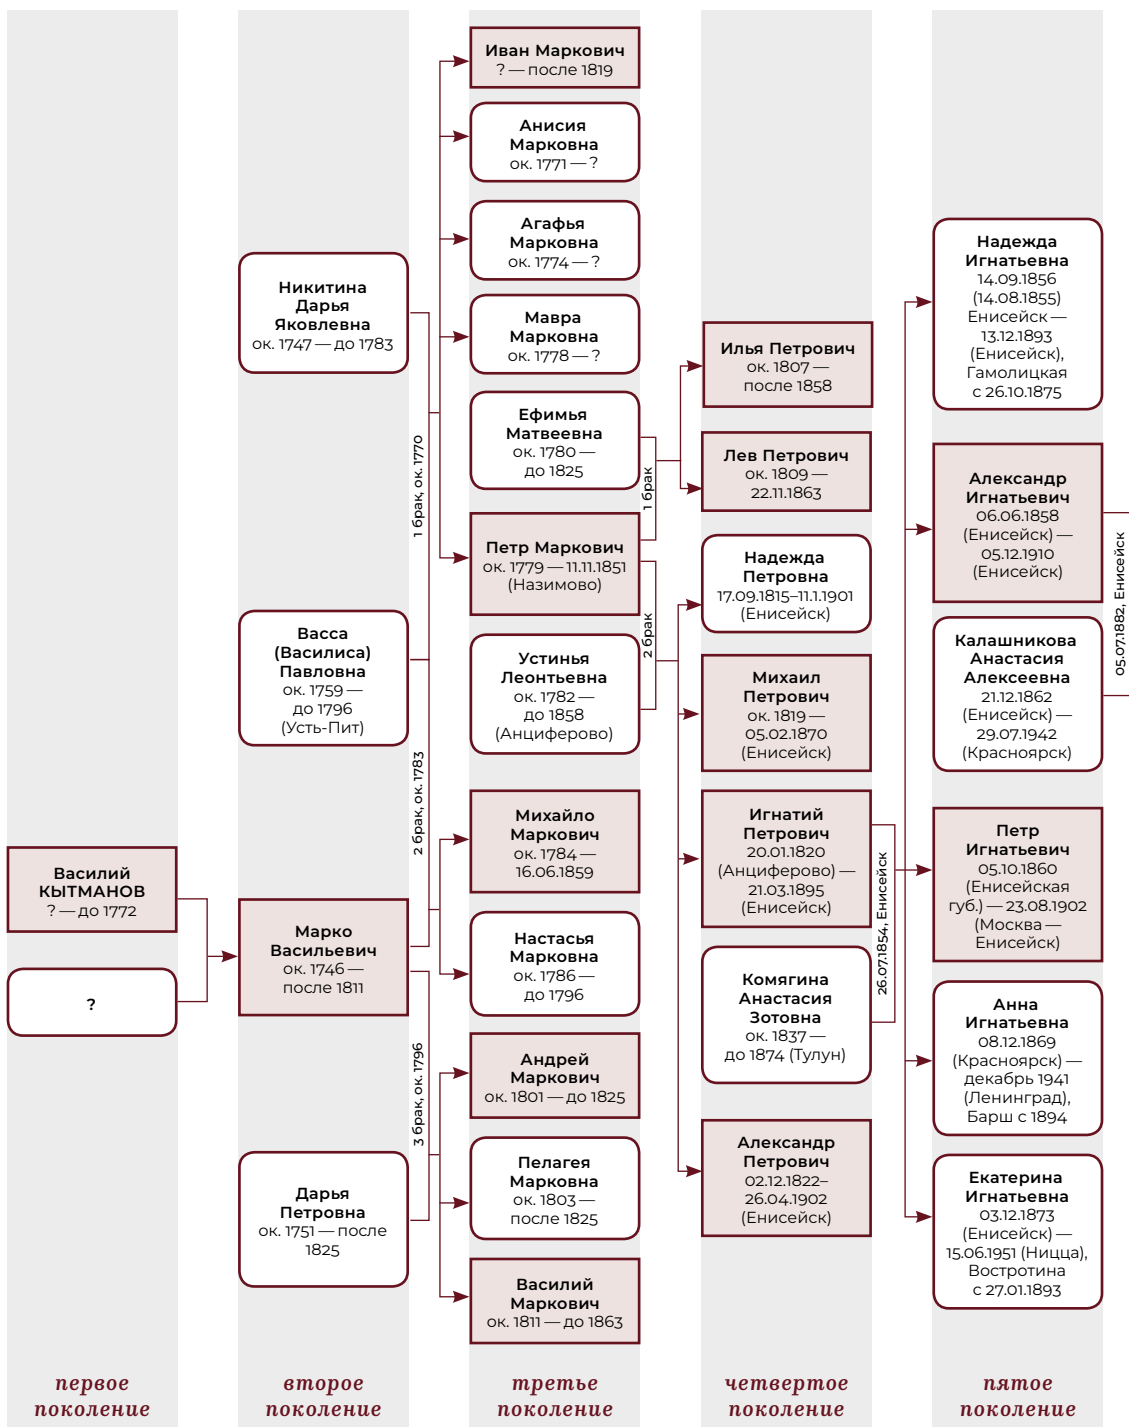 Василий
КЫТМАНОВ
? — до 1772
?
первое
поколение
Никитина
Дарья
Яковлевна
ок. 1747 — до 1783
Васса
(Василиса)
Павловна
ок. 1759 —
до 1796
(Усть-Пит)
Марко
Васильевич
ок. 1746 —
после 1811
Дарья
Петровна
ок. 1751 — после
1825
второе
поколение
1 брак, ок. 1770
2 брак, ок. 1783
3 брак, ок. 1796
Иван Маркович
? — после 1819
Анисия
Марковна
ок. 1771 — ?
Агафья
Марковна
ок. 1774 — ?
Мавра
Марковна
ок. 1778 — ?
Ефимья
Матвеевна
ок. 1780 —
до 1825
Петр Маркович
ок. 1779 — 11.11.1851
(Назимово)
Устинья
Леонтьевна
ок. 1782 —
до 1858
(Анциферово)
Михайло
Маркович
ок. 1784 —
16.06.1859
Настасья
Марковна
ок. 1786 —
до 1796
Андрей
Маркович
ок. 1801 — до 1825
Пелагея
Марковна
ок. 1803 —
после 1825
Василий
Маркович
ок. 1811 — до 1863
третье
поколение
1 брак
2 брак
Илья Петрович
ок. 1807 —
после 1858
Лев Петрович
ок. 1809 —
22.11.1863
Надежда
Петровна
17.09.1815–11.1.1901
(Енисейск)
Михаил
Петрович
ок. 1819 —
05.02.1870
(Енисейск)
Игнатий
Петрович
20.01.1820
(Анциферово) —
21.03.1895
(Енисейск)
Комягина
Анастасия
Зотовна
ок. 1837 —
до 1874 (Тулун)
Александр
Петрович
02.12.1822–
26.04.1902
(Енисейск)
четвертое
поколение
26.07.1854, Енисейск
Надежда
Игнатьевна
14.09.1856
(14.08.1855)
Енисейск —
13.12.1893
(Енисейск),
Гамолицкая
с 26.10.1875
Александр
Игнатьевич
06.06.1858
(Енисейск) —
05.12.1910
(Енисейск)
Калашникова
Анастасия
Алексеевна
21.12.1862
(Енисейск) —
29.07.1942
(Красноярск)
Петр
Игнатьевич
05.10.1860
(Енисейская
губ.) — 23.08.1902
(Москва —
Енисейск)
Анна
Игнатьевна
08.12.1869
(Красноярск) —
декабрь 1941
(Ленинград),
Барш с 1894
Екатерина
Игнатьевна
03.12.1873
(Енисейск) —
15.06.1951 (Ницца),
Востротина
с 27.01.1893
пятое
поколение
05.07.1882, Енисейск